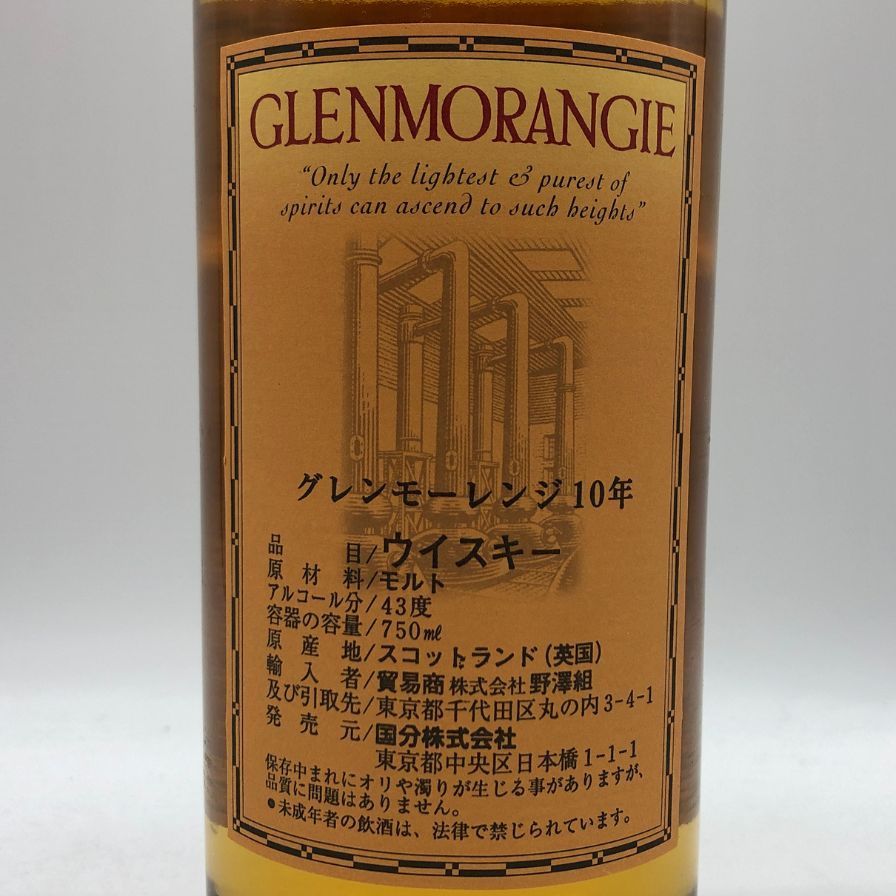 GLENMORANGIE
“Only the lightest & purest of
spirits can ascend to such heights”
グレンモーレンジ10年
品目/ウイスキー
原材料/モルト
アルコール分/43度
容器の容量/750㎖
原産地/スコットランド(英国)
輸入者/貿易商 株式会社 野澤組
及び引取先/東京都千代田区丸の内3-4-1
発売元/国分株式会社
東京都中央区日本橋1-1-1
保存中まれにオリや濁りが生じる事がありますが、
品質に問題はありません。
●未成年者の飲酒は、法律で禁じられています。